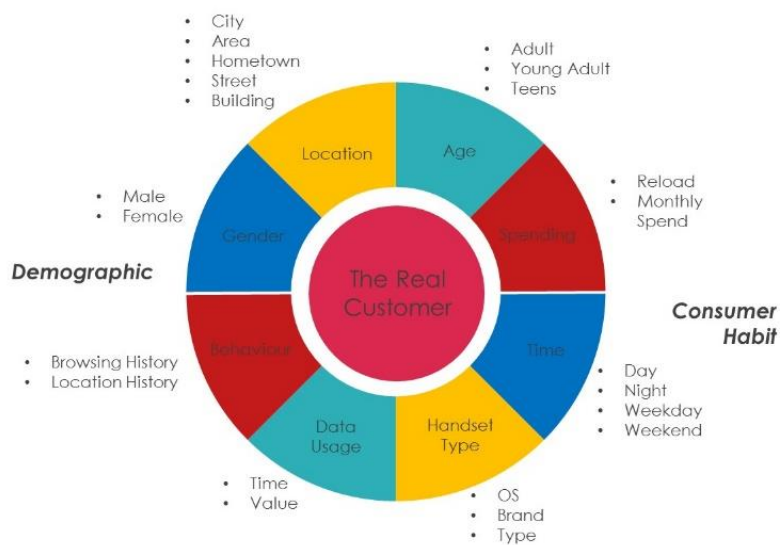 • City
• Area
• Hometown
• Street
• Building
• Adult
• Young Adult
• Teens
Location
Age
• Male
• Female
Gender
Spending
• Reload
• Monthly
Spend
Demographic
The Real
Customer
Consumer
Habit
Behaviour
Time
• Browsing History
• Location History
• Day
• Night
• Weekday
• Weekend
Data
Usage
Handset
Type
• Time
• Value
• OS
• Brand
• Type